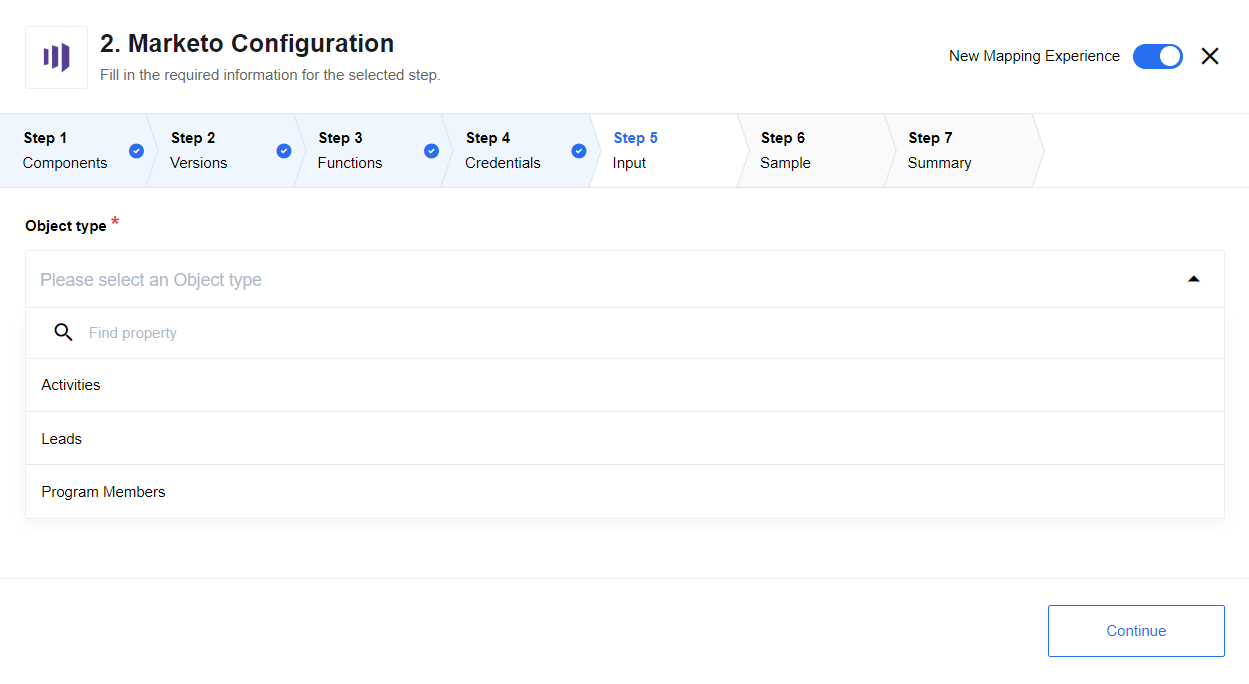 2. Marketo Configuration
Fill in the required information for the selected step.
New Mapping Experience
Step 1
Components
Step 2
Versions
Step 3
Functions
Step 4
Credentials
Step 5
Input
Step 6
Sample
Step 7
Summary
Object type *
Please select an Object type
Find property
Activities
Leads
Program Members
Continue